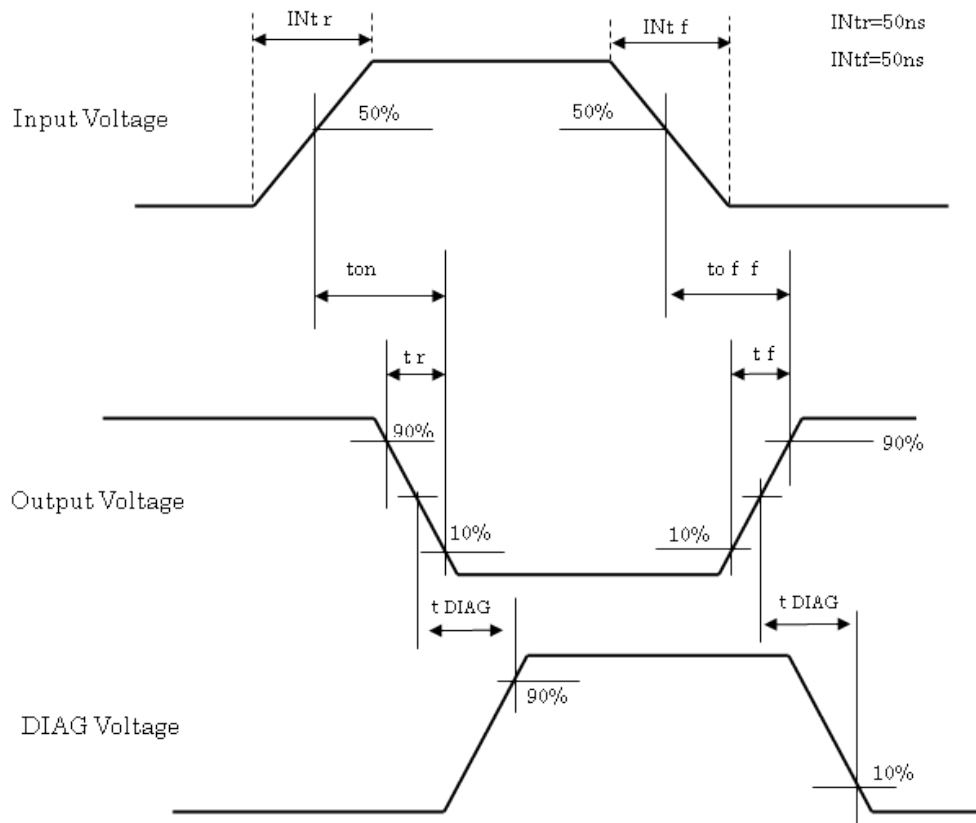 INt r
INt f
INtr=50ns
INtf=50ns
Input Voltage
50%
50%
ton
to f f
t r
t f
90%
90%
Output Voltage
10%
10%
t DIAG
t DIAG
90%
DIAG Voltage
10%